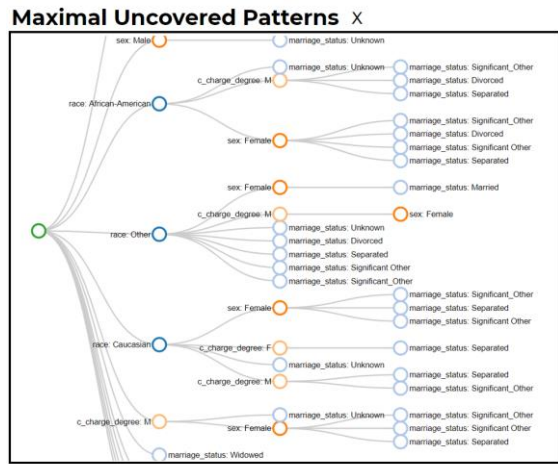 Maximal Uncovered Patterns X
sex: Male
marriage_status: Unknown
race: African-American
marriage_status: Unknown
c_charge_degree: M
marriage_status: Significant_Other
marriage_status: Divorced
marriage_status: Separated
sex: Female
marriage_status: Significant_Other
marriage_status: Divorced
marriage_status: Significant Other
marriage_status: Separated
race: Other
sex: Female
marriage_status: Married
c_charge_degree: M
sex: Female
marriage_status: Unknown
marriage_status: Divorced
marriage_status: Separated
marriage_status: Significant Other
marriage_status: Significant_Other
race: Caucasian
sex: Female
marriage_status: Significant_Other
marriage_status: Separated
marriage_status: Significant Other
c_charge_degree: F
marriage_status: Separated
marriage_status: Unknown
c_charge_degree: M
marriage_status: Separated
marriage_status: Significant_Other
c_charge_degree: M
marriage_status: Unknown
sex: Female
marriage_status: Significant_Other
marriage_status: Significant Other
marriage_status: Separated
marriage_status: Widowed